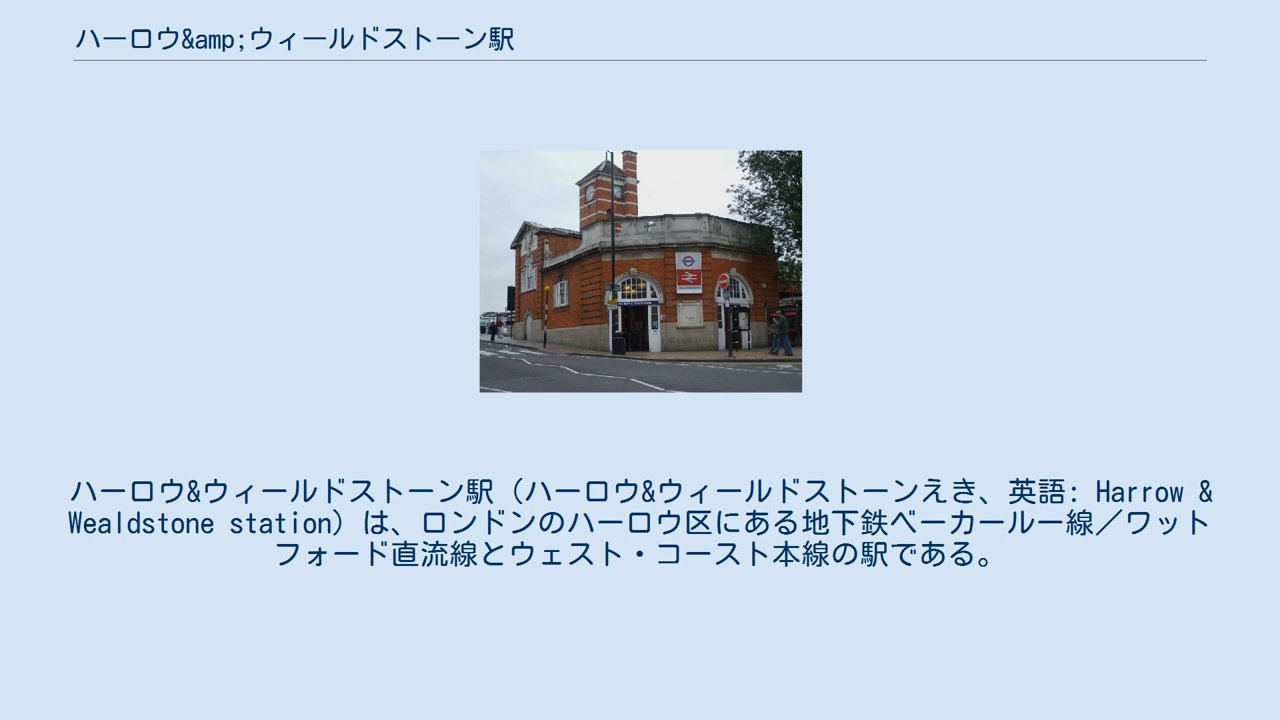 ハーロウ&amp;ウィールドストーン駅
ハーロウ&ウィールドストーン駅（ハーロウ&ウィールドストーンえき、英語: Harrow &
Wealdstone station）は、ロンドンのハーロウ区にある地下鉄ベーカールー線／ワット
フォード直流線とウェスト・コースト本線の駅である。